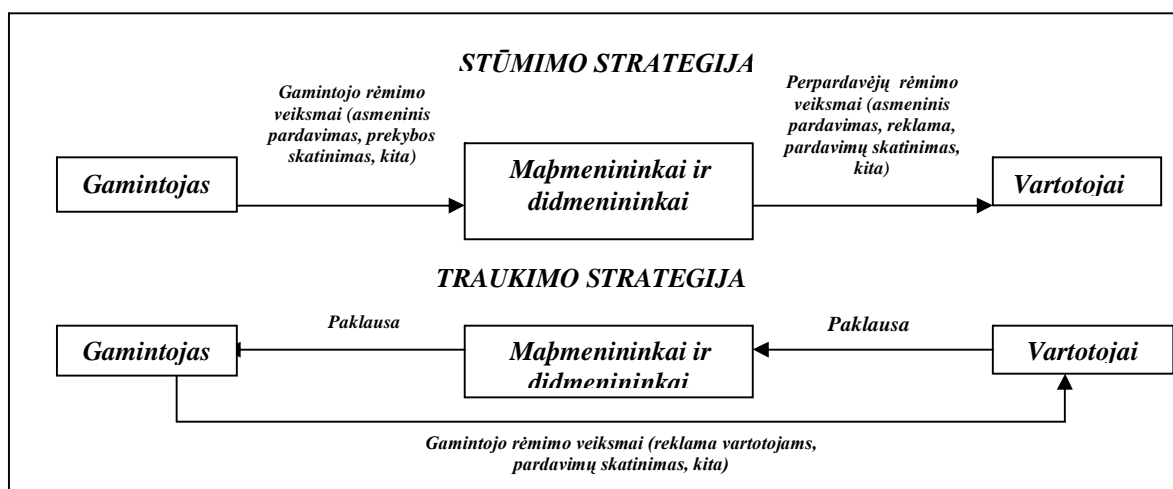 STŪMIMO STRATEGIJA
Gamintojo rėmimo
veiksmai (asmeninis
pardavimas, prekybos
skatinimas, kita)
Perpardavėjų rėmimo
veiksmai (asmeninis
pardavimas, reklama,
pardavimų skatinimas,
kita)
Gamintojas
Maþmenininkai ir
didmenininkai
Vartotojai
TRAUKIMO STRATEGIJA
Paklausa
Paklausa
Gamintojas
Maþmenininkai ir
didmenininkai
Vartotojai
Gamintojo rėmimo veiksmai (reklama vartotojams,
pardavimų skatinimas, kita)